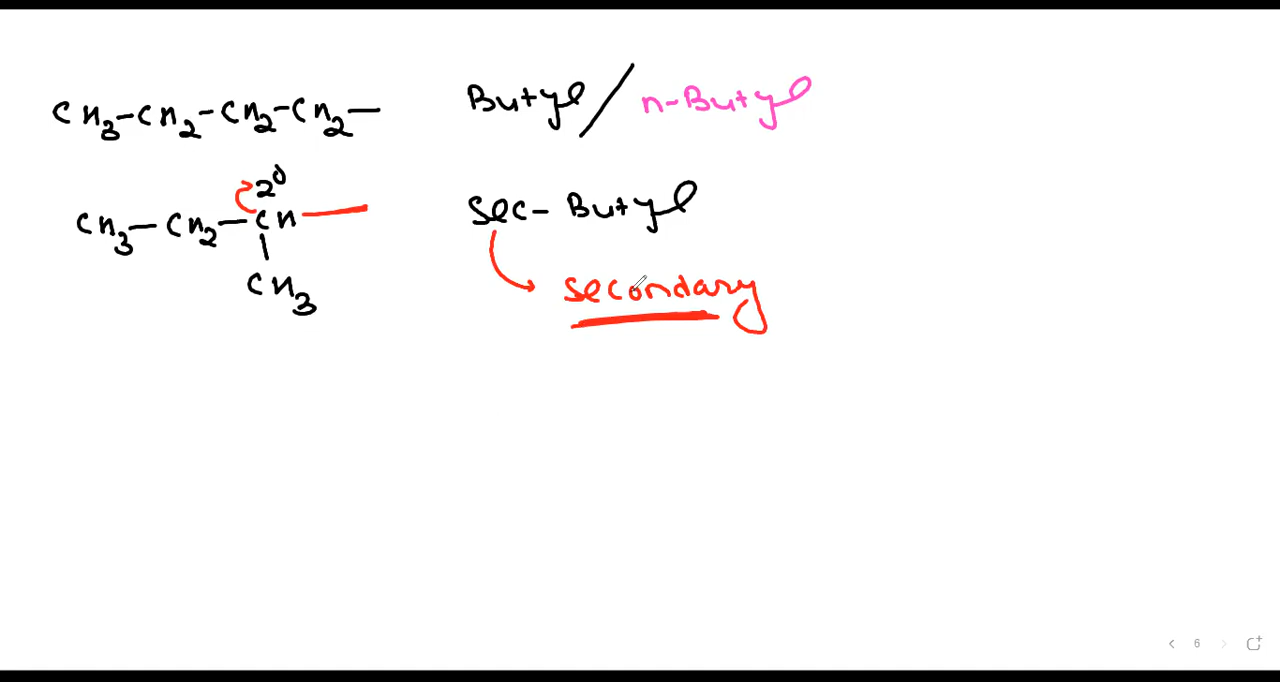 CH3-CH2-CH2-CH2- Butyl/n-Butyl
2°
CH3-CH2-CH- sec-Butyl
CH3
secondary
6